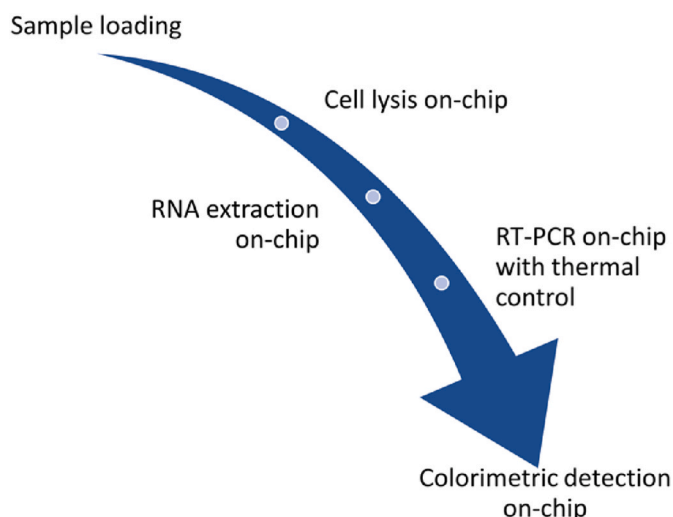 Sample loading
Cell lysis on-chip
RNA extraction
on-chip
RT-PCR on-chip
with thermal
control
Colorimetric detection
on-chip